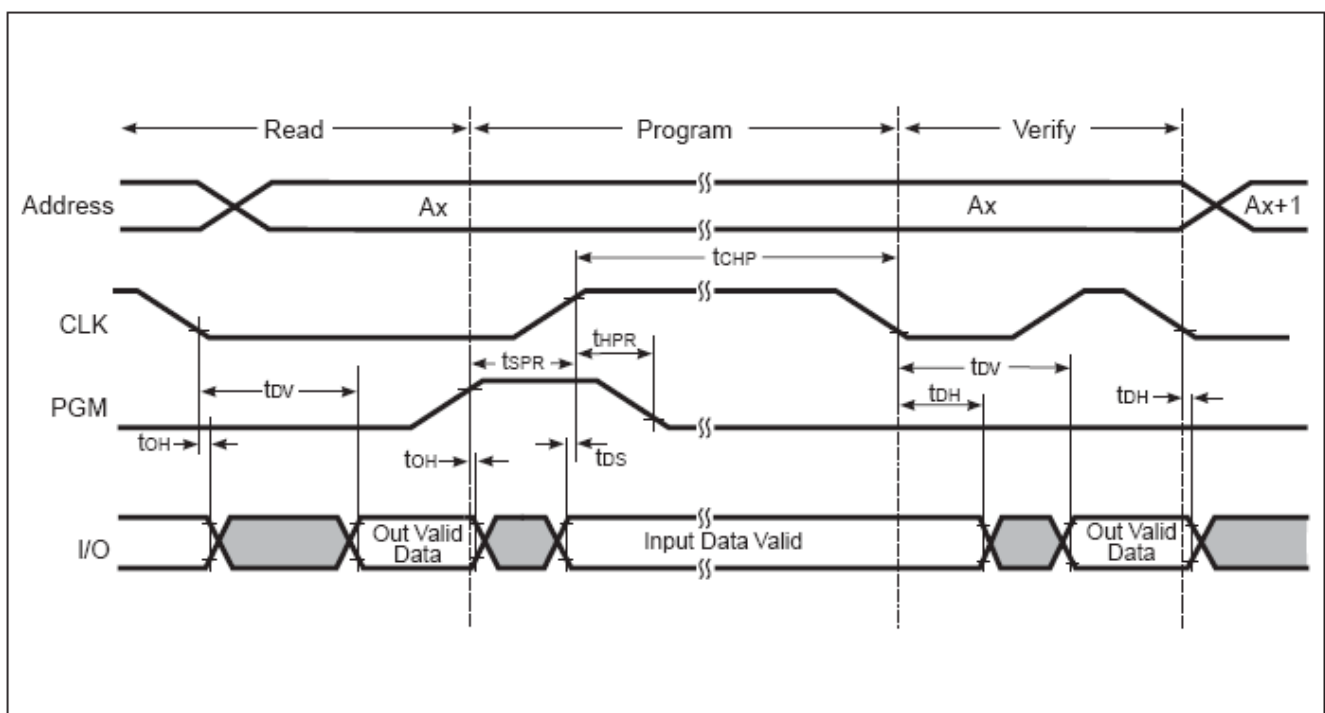 Read
Program
Verify
Address
Ax
Ax
Ax+1
tCHP
CLK
tHPR
tSPR
tDV
tDV
PGM
tDH
tDH
tOH
tOH
tDS
I/O
Out Valid
Data
Input Data Valid
Out Valid
Data